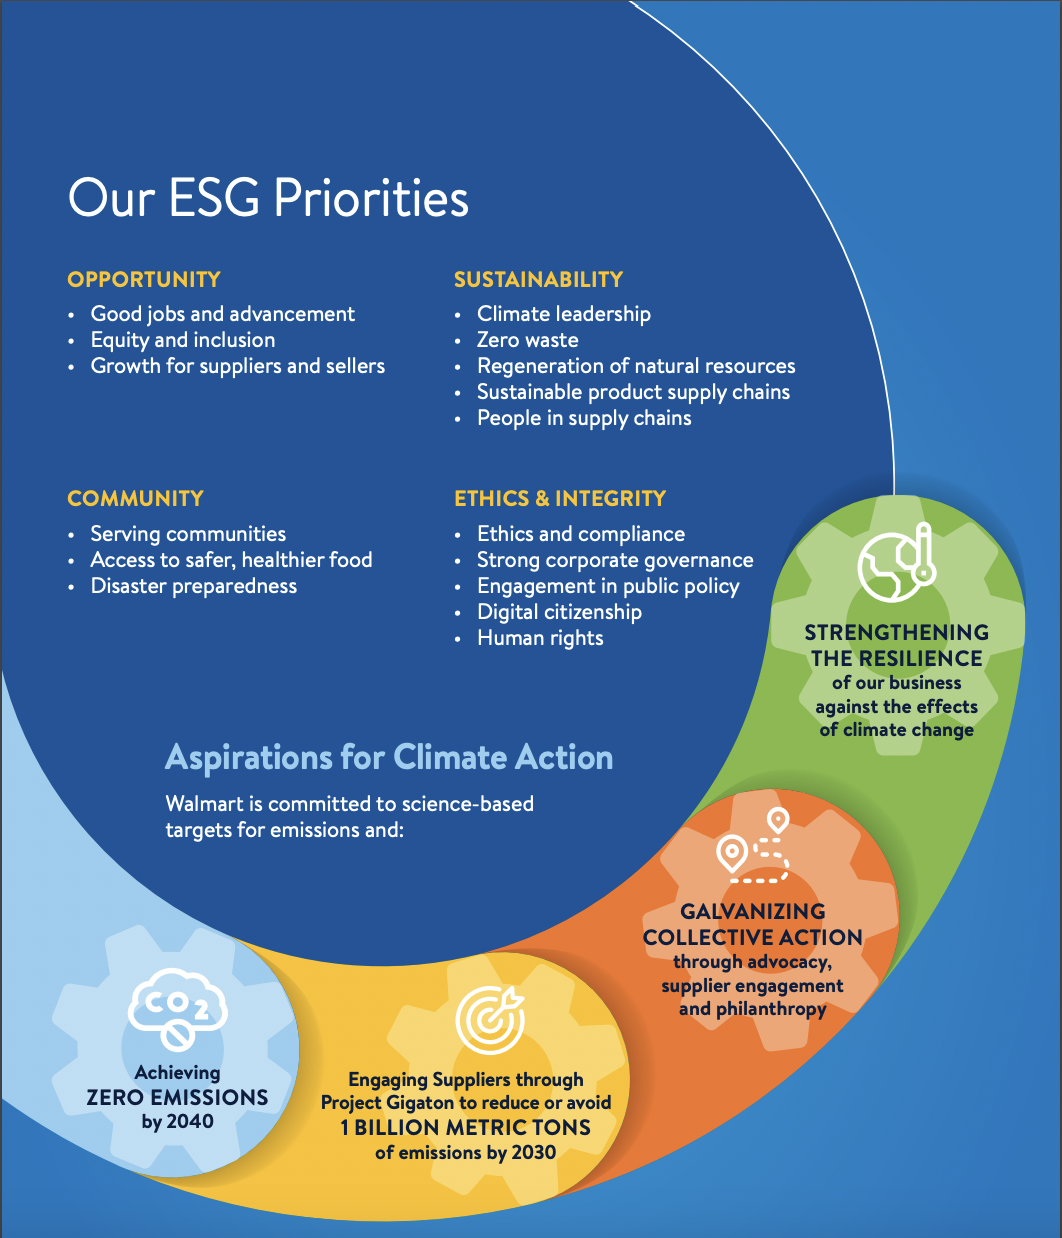 Our ESG Priorities
OPPORTUNITY
• Good jobs and advancement
• Equity and inclusion
• Growth for suppliers and sellers
SUSTAINABILITY
• Climate leadership
• Zero waste
• Regeneration of natural resources
• Sustainable product supply chains
• People in supply chains
COMMUNITY
• Serving communities
• Access to safer, healthier food
• Disaster preparedness
ETHICS & INTEGRITY
• Ethics and compliance
• Strong corporate governance
• Engagement in public policy
• Digital citizenship
• Human rights
Aspirations for Climate Action
Walmart is committed to science-based
targets for emissions and:
CO2
Achieving
ZERO EMISSIONS
by 2040
Engaging Suppliers through
Project Gigaton to reduce or avoid
1 BILLION METRIC TONS
of emissions by 2030
GALVANIZING
COLLECTIVE ACTION
through advocacy,
supplier engagement
and philanthropy
STRENGTHENING
THE RESILIENCE
of our business
against the effects
of climate change